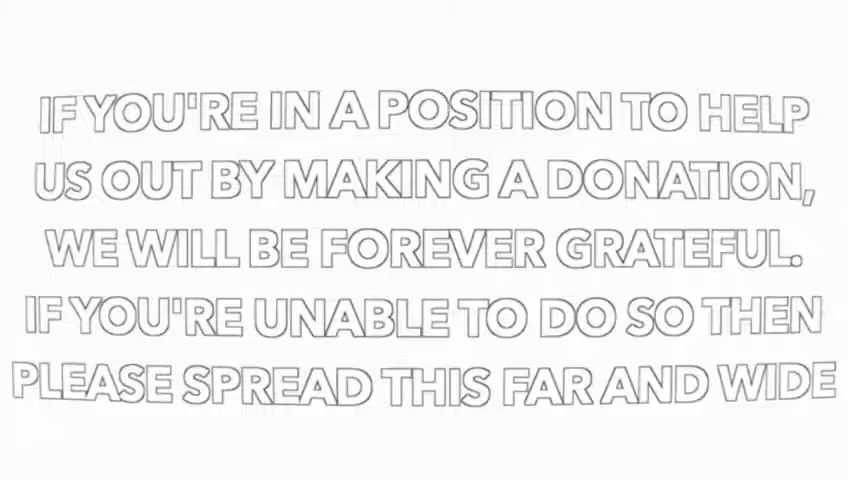 IF YOU'RE IN A POSITION TO HELP
US OUT BY MAKING A DONATION,
WE WILL BE FOREVER GRATEFUL.
IF YOU'RE UNABLE TO DO SO THEN
PLEASE SPREAD THIS FAR AND WIDE